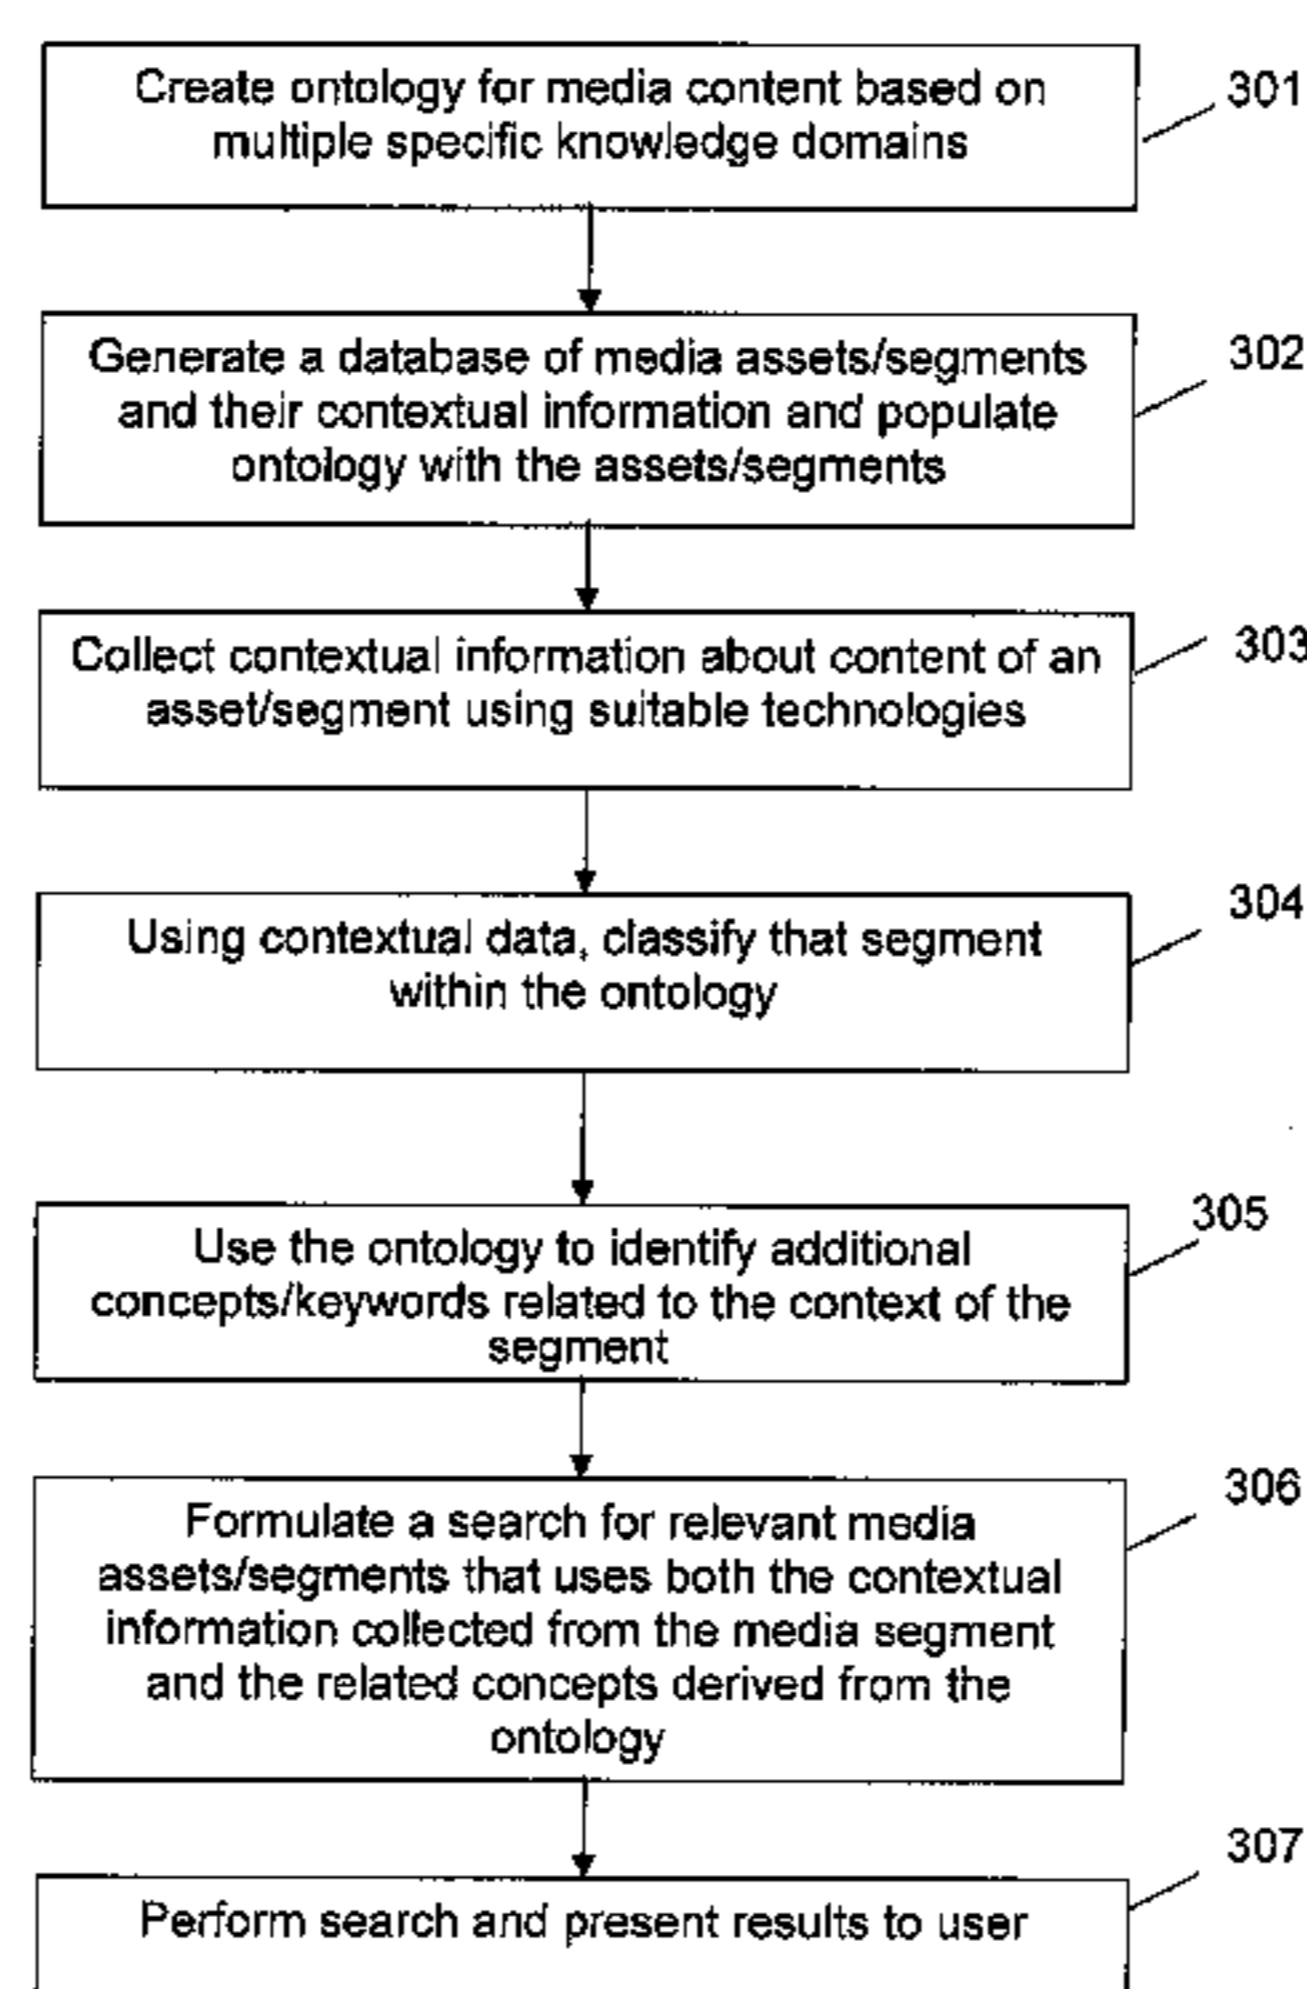 Create ontology for media content based on
multiple specific knowledge domains
301
Generate a database of media assets/segments
and their contextual information and populate
ontology with the assets/segments
302
Collect contextual information about content of an
asset/segment using suitable technologies
303
Using contextual data, classify that segment
within the ontology
304
Use the ontology to identify additional
concepts/keywords related to the context of the
segment
305
Formulate a search for relevant media
assets/segments that uses both the contextual
information collected from the media segment
and the related concepts derived from the
ontology
306
Perform search and present results to user
307